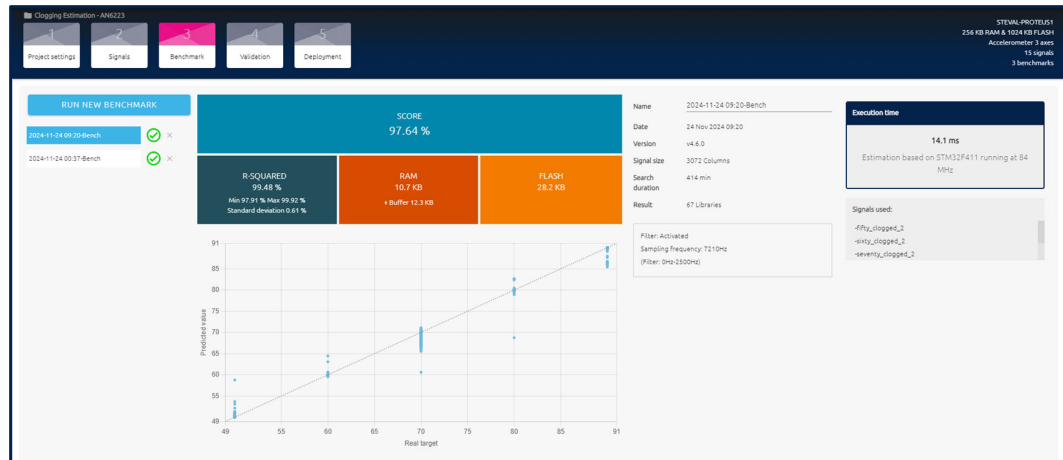 Clogging Estimation - AN6223
1
2
3
4
5
Project settings
Signals
Benchmark
Validation
Deployment
STEVAL-PROTEUS1
256 KB RAM & 1024 KB FLASH
Accelerometer 3 axes
15 signals
3 benchmarks
RUN NEW BENCHMARK
2024-11-24 09:20-Bench
2024-11-24 00:37-Bench
SCORE
97.64 %
R-SQUARED
99.48 %
Min 97.91 % Max 99.92 %
Standard deviation 0.61 %
RAM
10.7 KB
+ Buffer 12.3 KB
FLASH
28.2 KB
Name 2024-11-24 09:20-Bench
Date 24 Nov 2024 09:20
Version v4.6.0
Signal size 3072 Columns
Search duration 414 min
Result 67 Libraries
Filter: Activated
Sampling frequency: 7210Hz
(Filter: 0Hz-2500Hz)
Execution time
14.1 ms
Estimation based on STM32F411 running at 84
MHz
Signals used:
-fifty_clogged_2
-sixty_clogged_2
-seventy_clogged_2
Predicted value
91
85
80
75
70
65
60
55
49
49 55 60 65 70 75 80 85 91
Real target